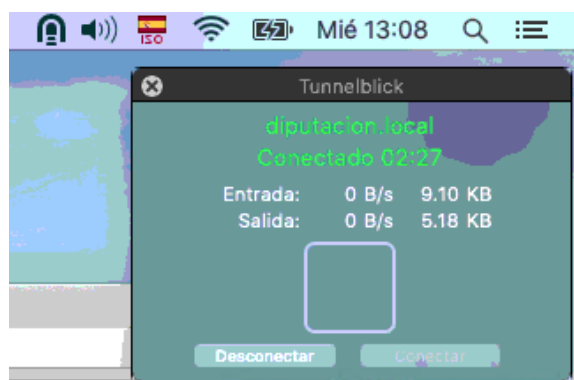 ISO Mié 13:08
Tunnelblick
diputacion.local
Conectado 02:27
Entrada: 0 B/s 9.10 KB
Salida: 0 B/s 5.18 KB
Desconectar Conectar